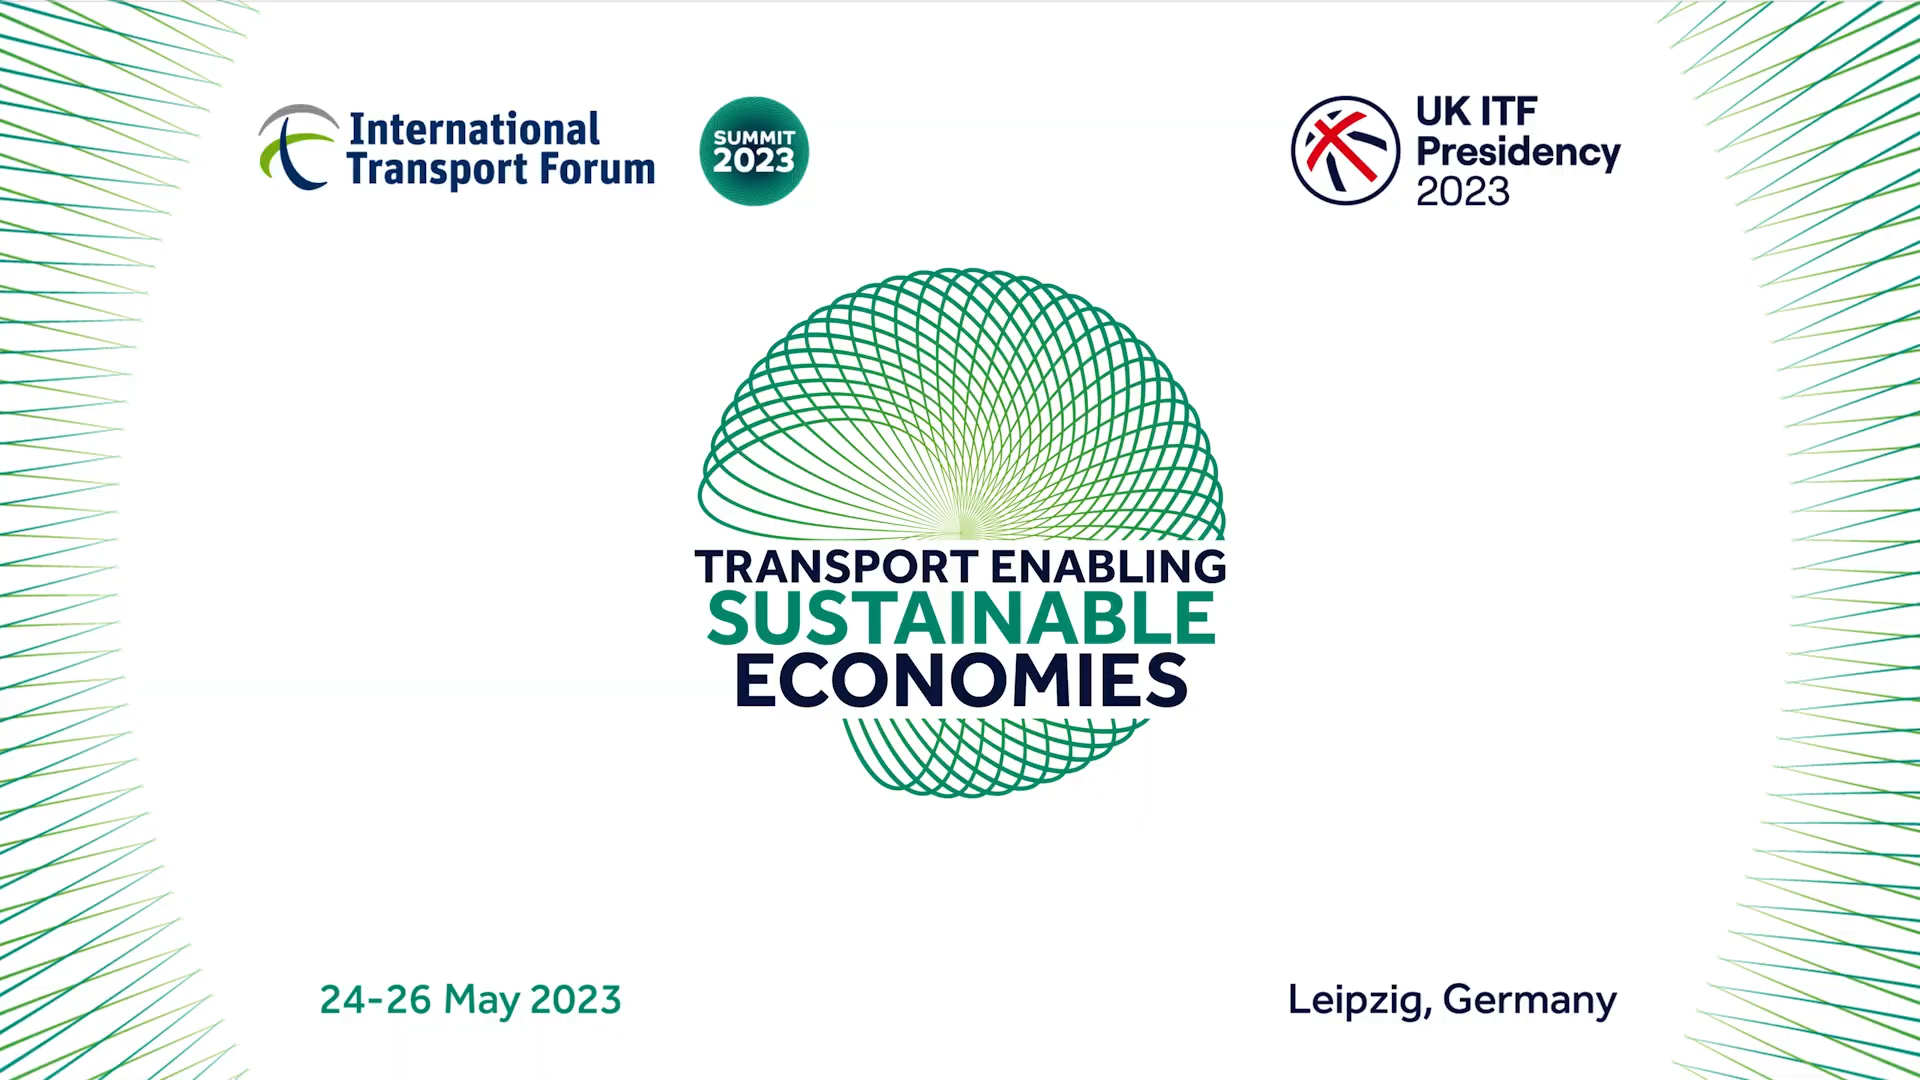 International
Transport Forum
SUMMIT
2023
UK ITF
Presidency
2023
TRANSPORT ENABLING
SUSTAINABLE
ECONOMIES
24-26 May 2023
Leipzig, Germany